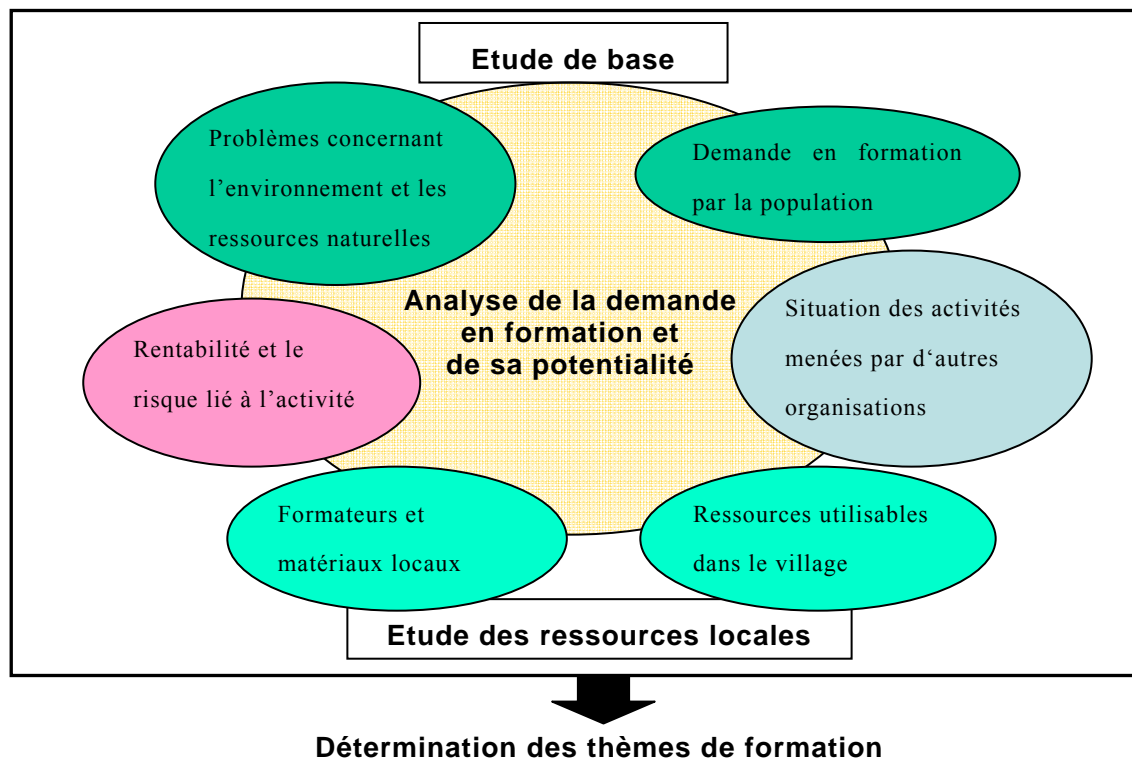 Etude de base
Problèmes concernant
l’environnement et les
ressources naturelles
Demande en formation
par la population
Analyse de la demande
en formation et
de sa potentialité
Situation des activités
menées par d‘autres
organisations
Rentabilité et le
risque lié à l’activité
Formateurs et
matériaux locaux
Ressources utilisables
dans le village
Etude des ressources locales
Détermination des thèmes de formation